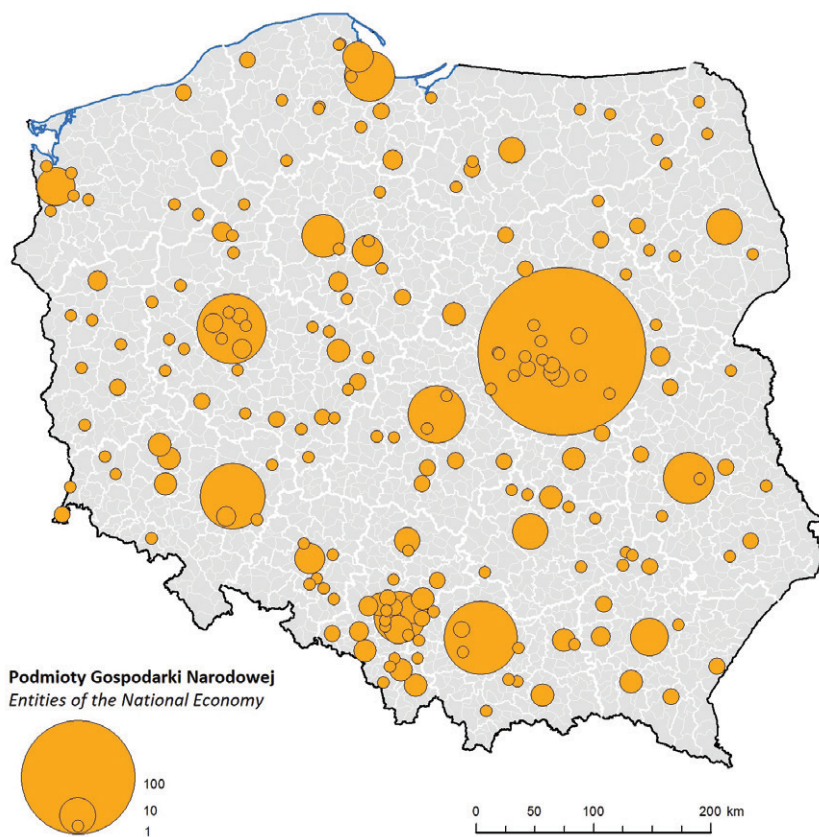 Podmioty Gospodarki Narodowej
Entities of the National Economy
100
10
1
0 50 100 200 km